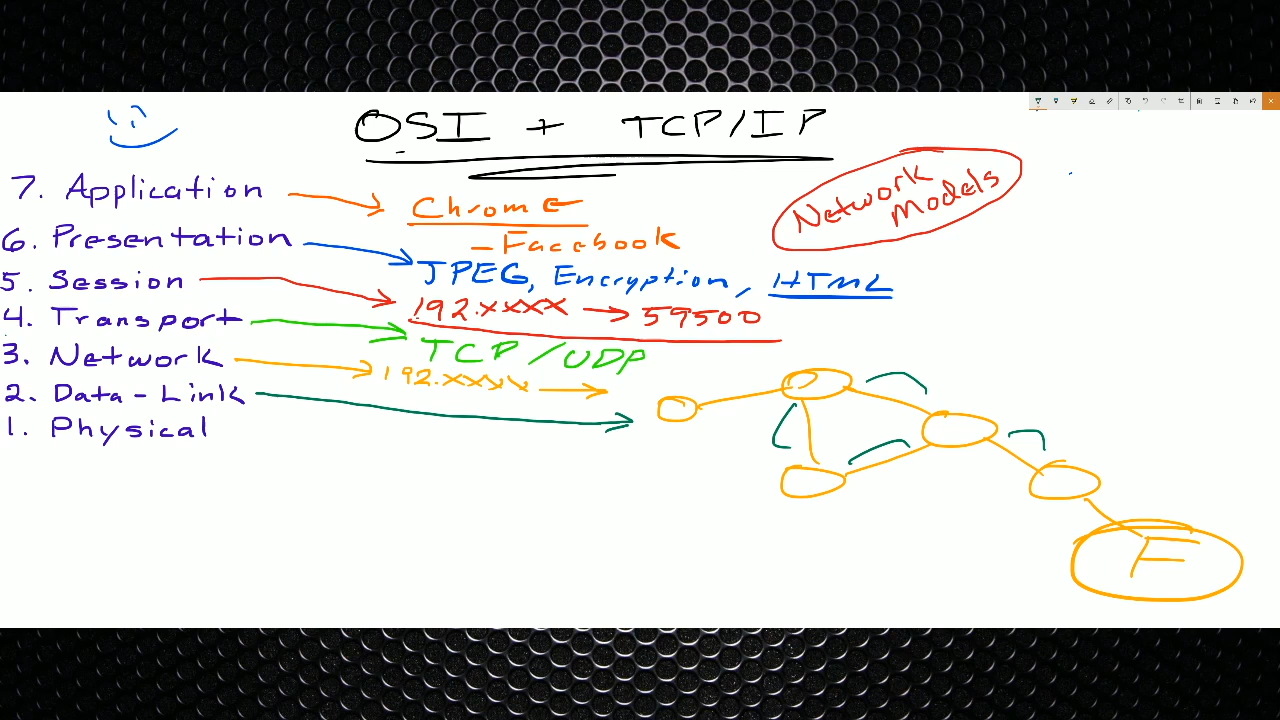 OSI + TCP/IP
Network
Models
7. Application
Chrome
- Facebook
6. Presentation
JPEG, Encryption, HTML
5. Session
192.xxxx → 59500
4. Transport
TCP/UDP
3. Network
192.xxxx →
2. Data-Link
1. Physical
F